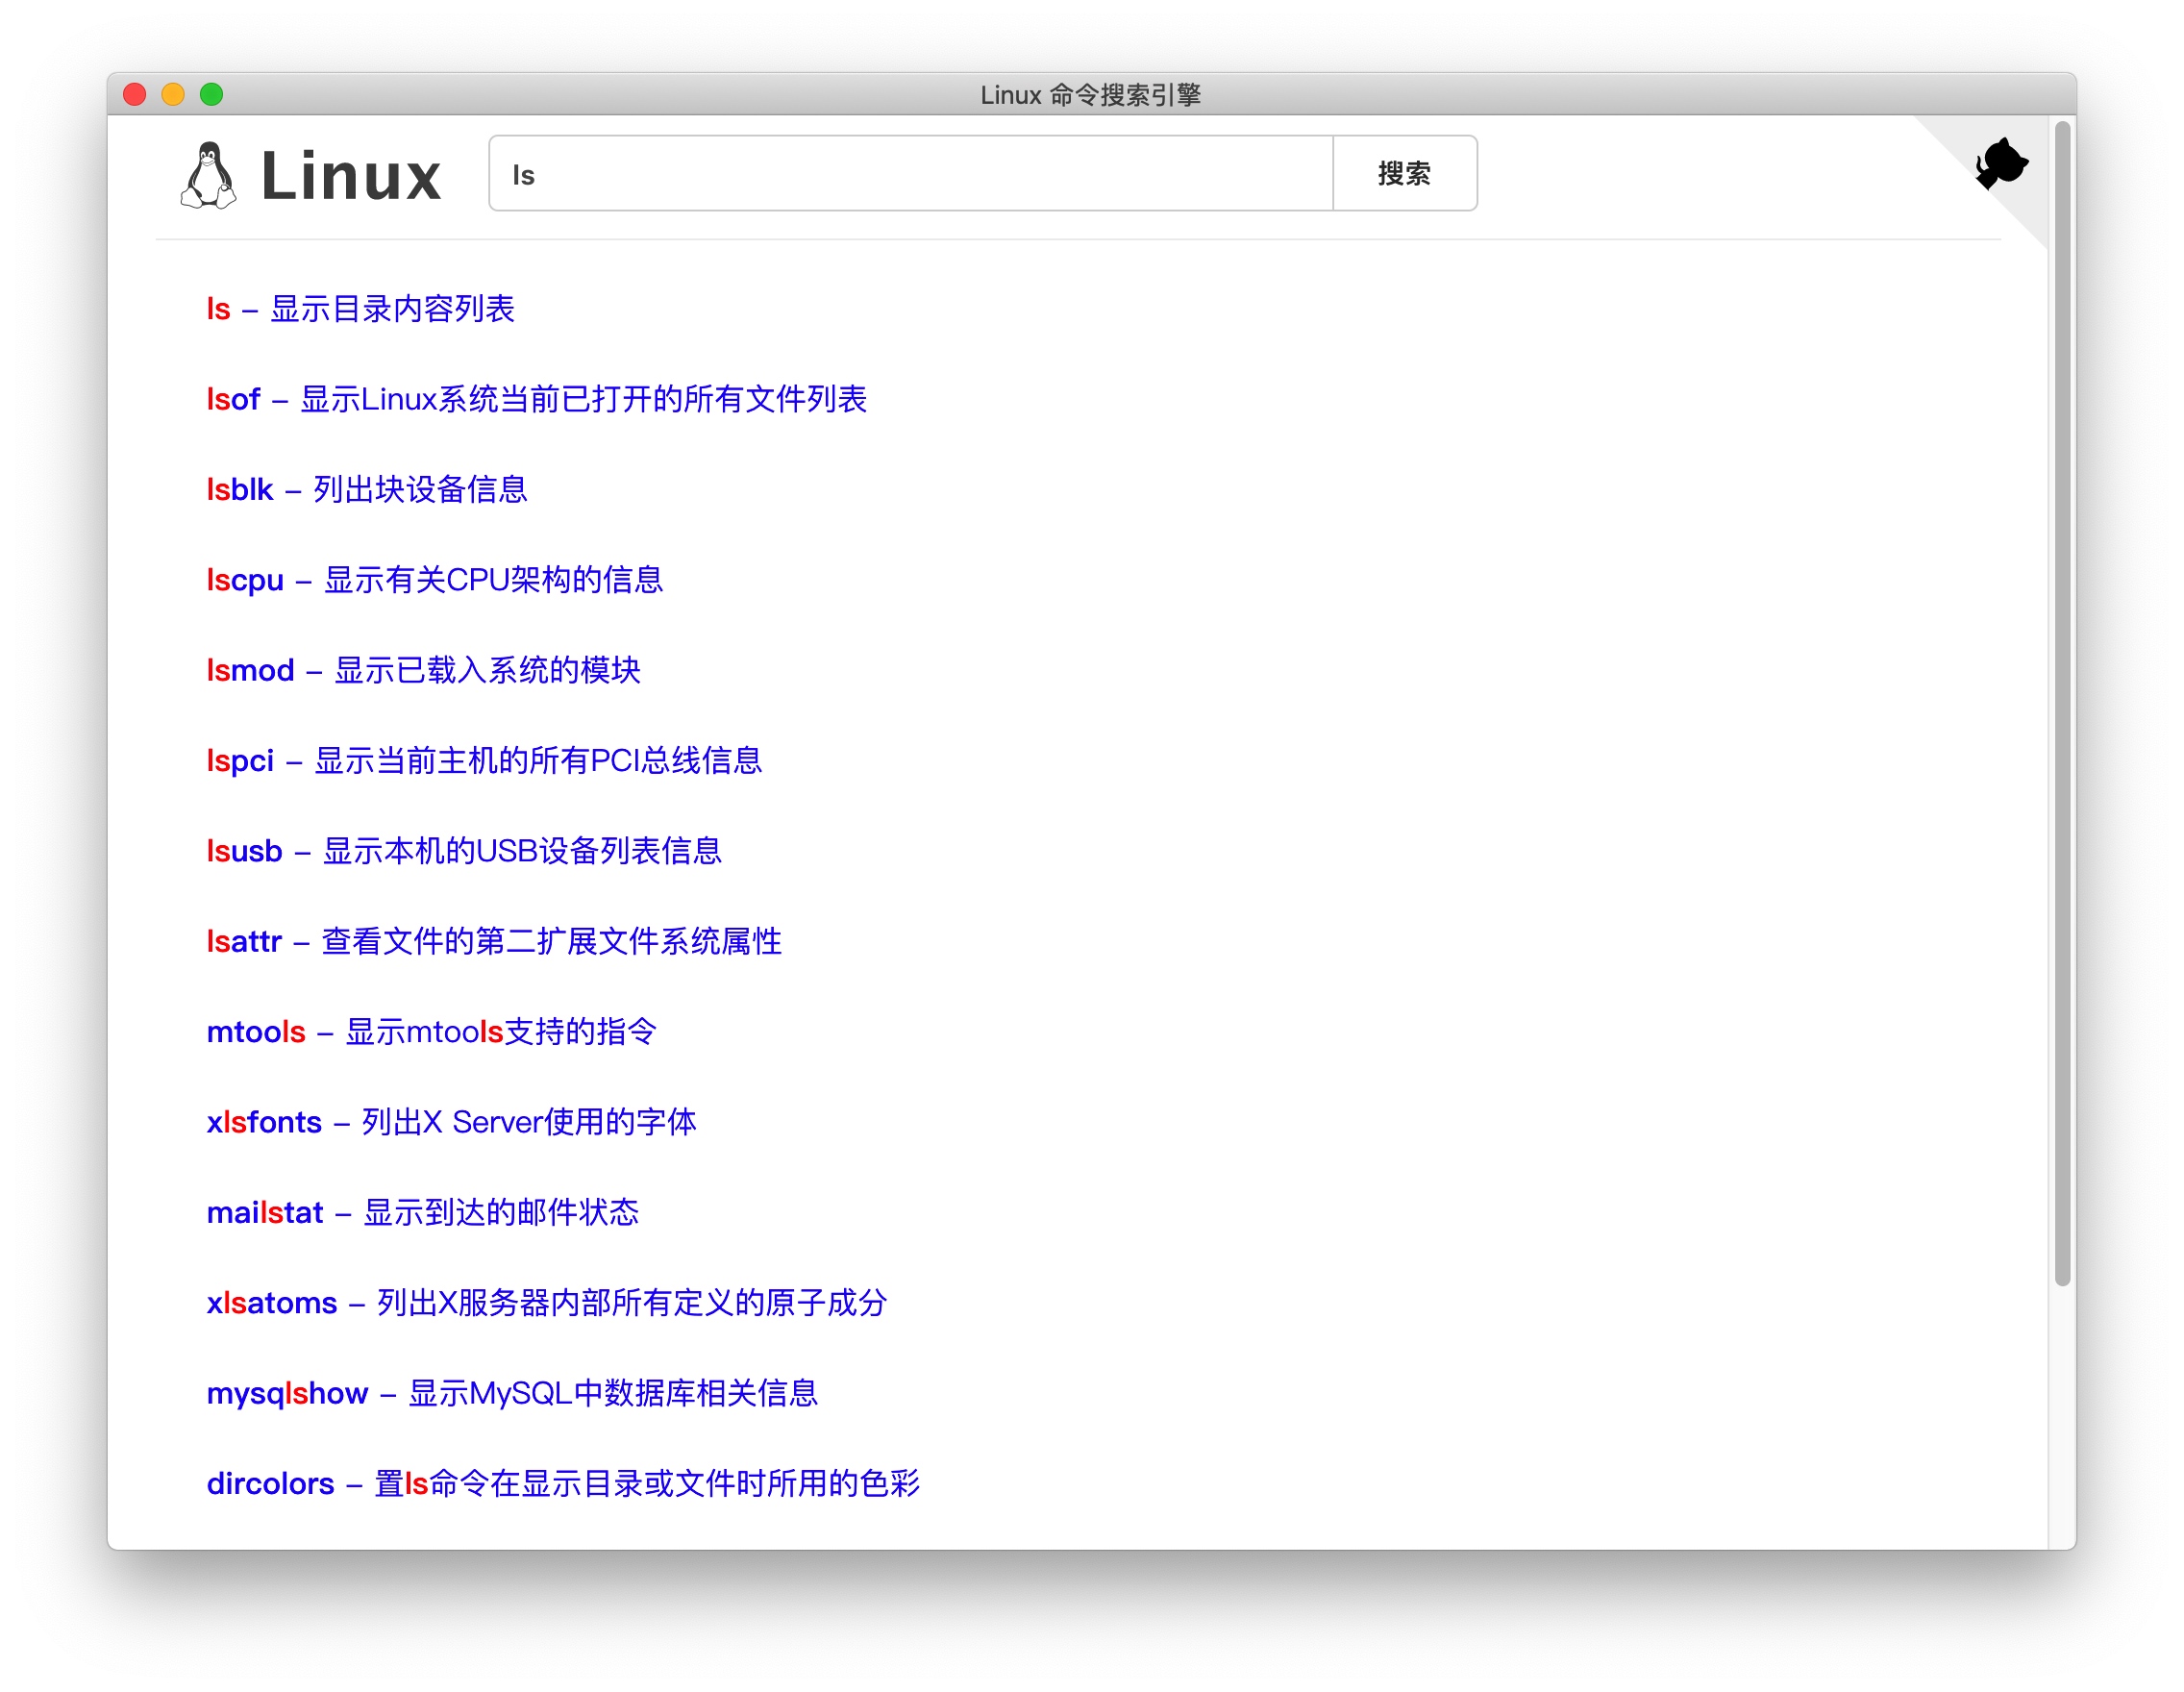 Linux 命令搜索引擎
Linux
ls
搜索
ls – 显示目录内容列表
lsof – 显示Linux系统当前已打开的所有文件列表
lsblk – 列出块设备信息
lscpu – 显示有关CPU架构的信息
lsmod – 显示已载入系统的模块
lspci – 显示当前主机的所有PCI总线信息
lsusb – 显示本机的USB设备列表信息
lsattr – 查看文件的第二扩展文件系统属性
mtools – 显示mtools支持的指令
xlsfonts – 列出X Server使用的字体
mailstat – 显示到达的邮件状态
xlsatoms – 列出X服务器内部所有定义的原子成分
mysqlshow – 显示MySQL中数据库相关信息
dircolors – 置ls命令在显示目录或文件时所用的色彩